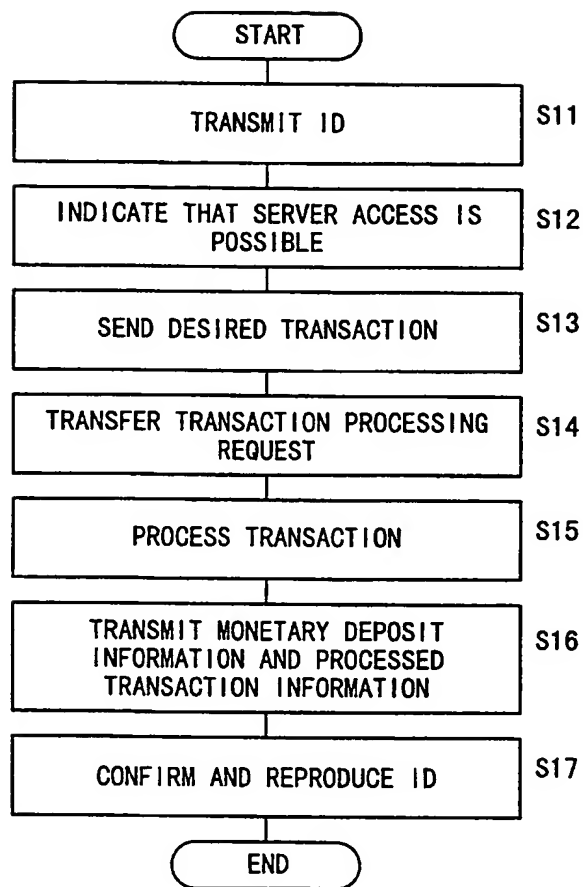 START
TRANSMIT ID
S11
INDICATE THAT SERVER ACCESS IS
POSSIBLE
S12
SEND DESIRED TRANSACTION
S13
TRANSFER TRANSACTION PROCESSING
REQUEST
S14
PROCESS TRANSACTION
S15
TRANSMIT MONETARY DEPOSIT
INFORMATION AND PROCESSED
TRANSACTION INFORMATION
S16
CONFIRM AND REPRODUCE ID
S17
END